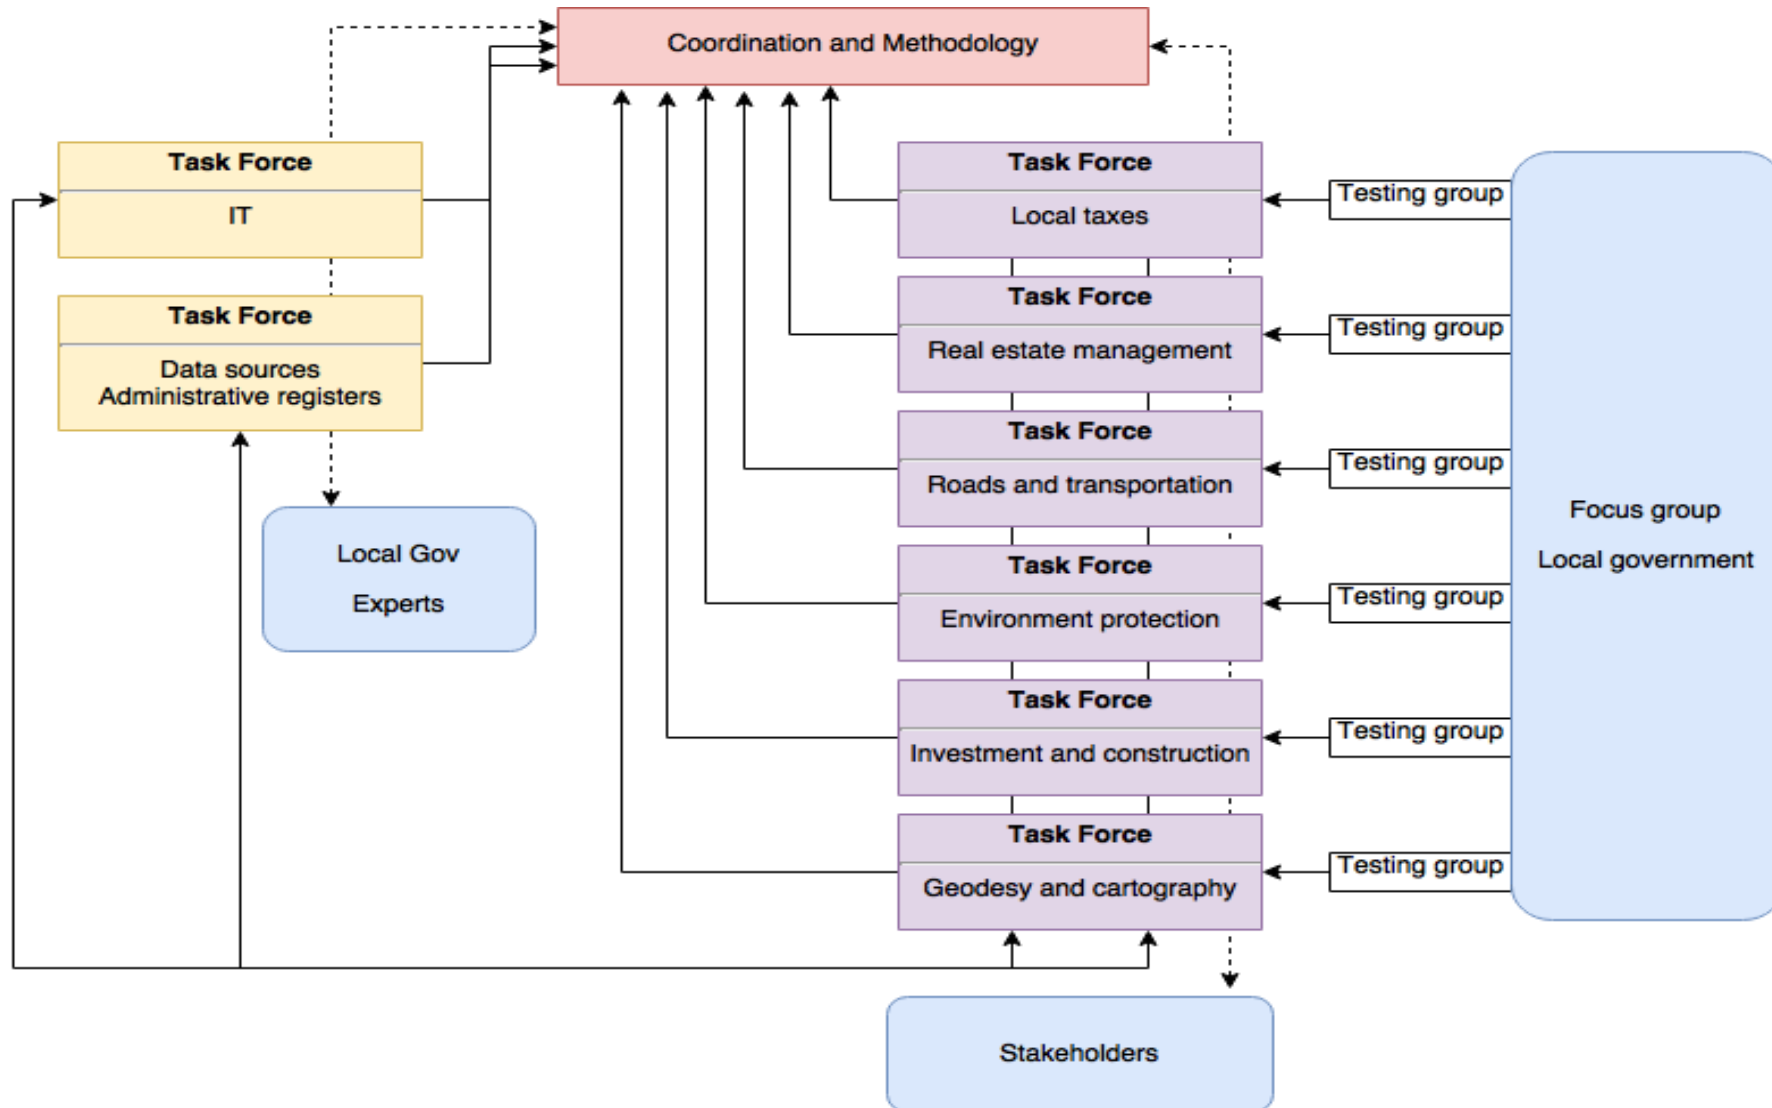 Coordination and Methodology
Task Force
IT
Task Force
Data sources
Administrative registers
Local Gov
Experts
Task Force
Local taxes
Task Force
Real estate management
Task Force
Roads and transportation
Task Force
Environment protection
Task Force
Investment and construction
Task Force
Geodesy and cartography
Testing group
Testing group
Testing group
Testing group
Testing group
Testing group
Focus group
Local government
Stakeholders